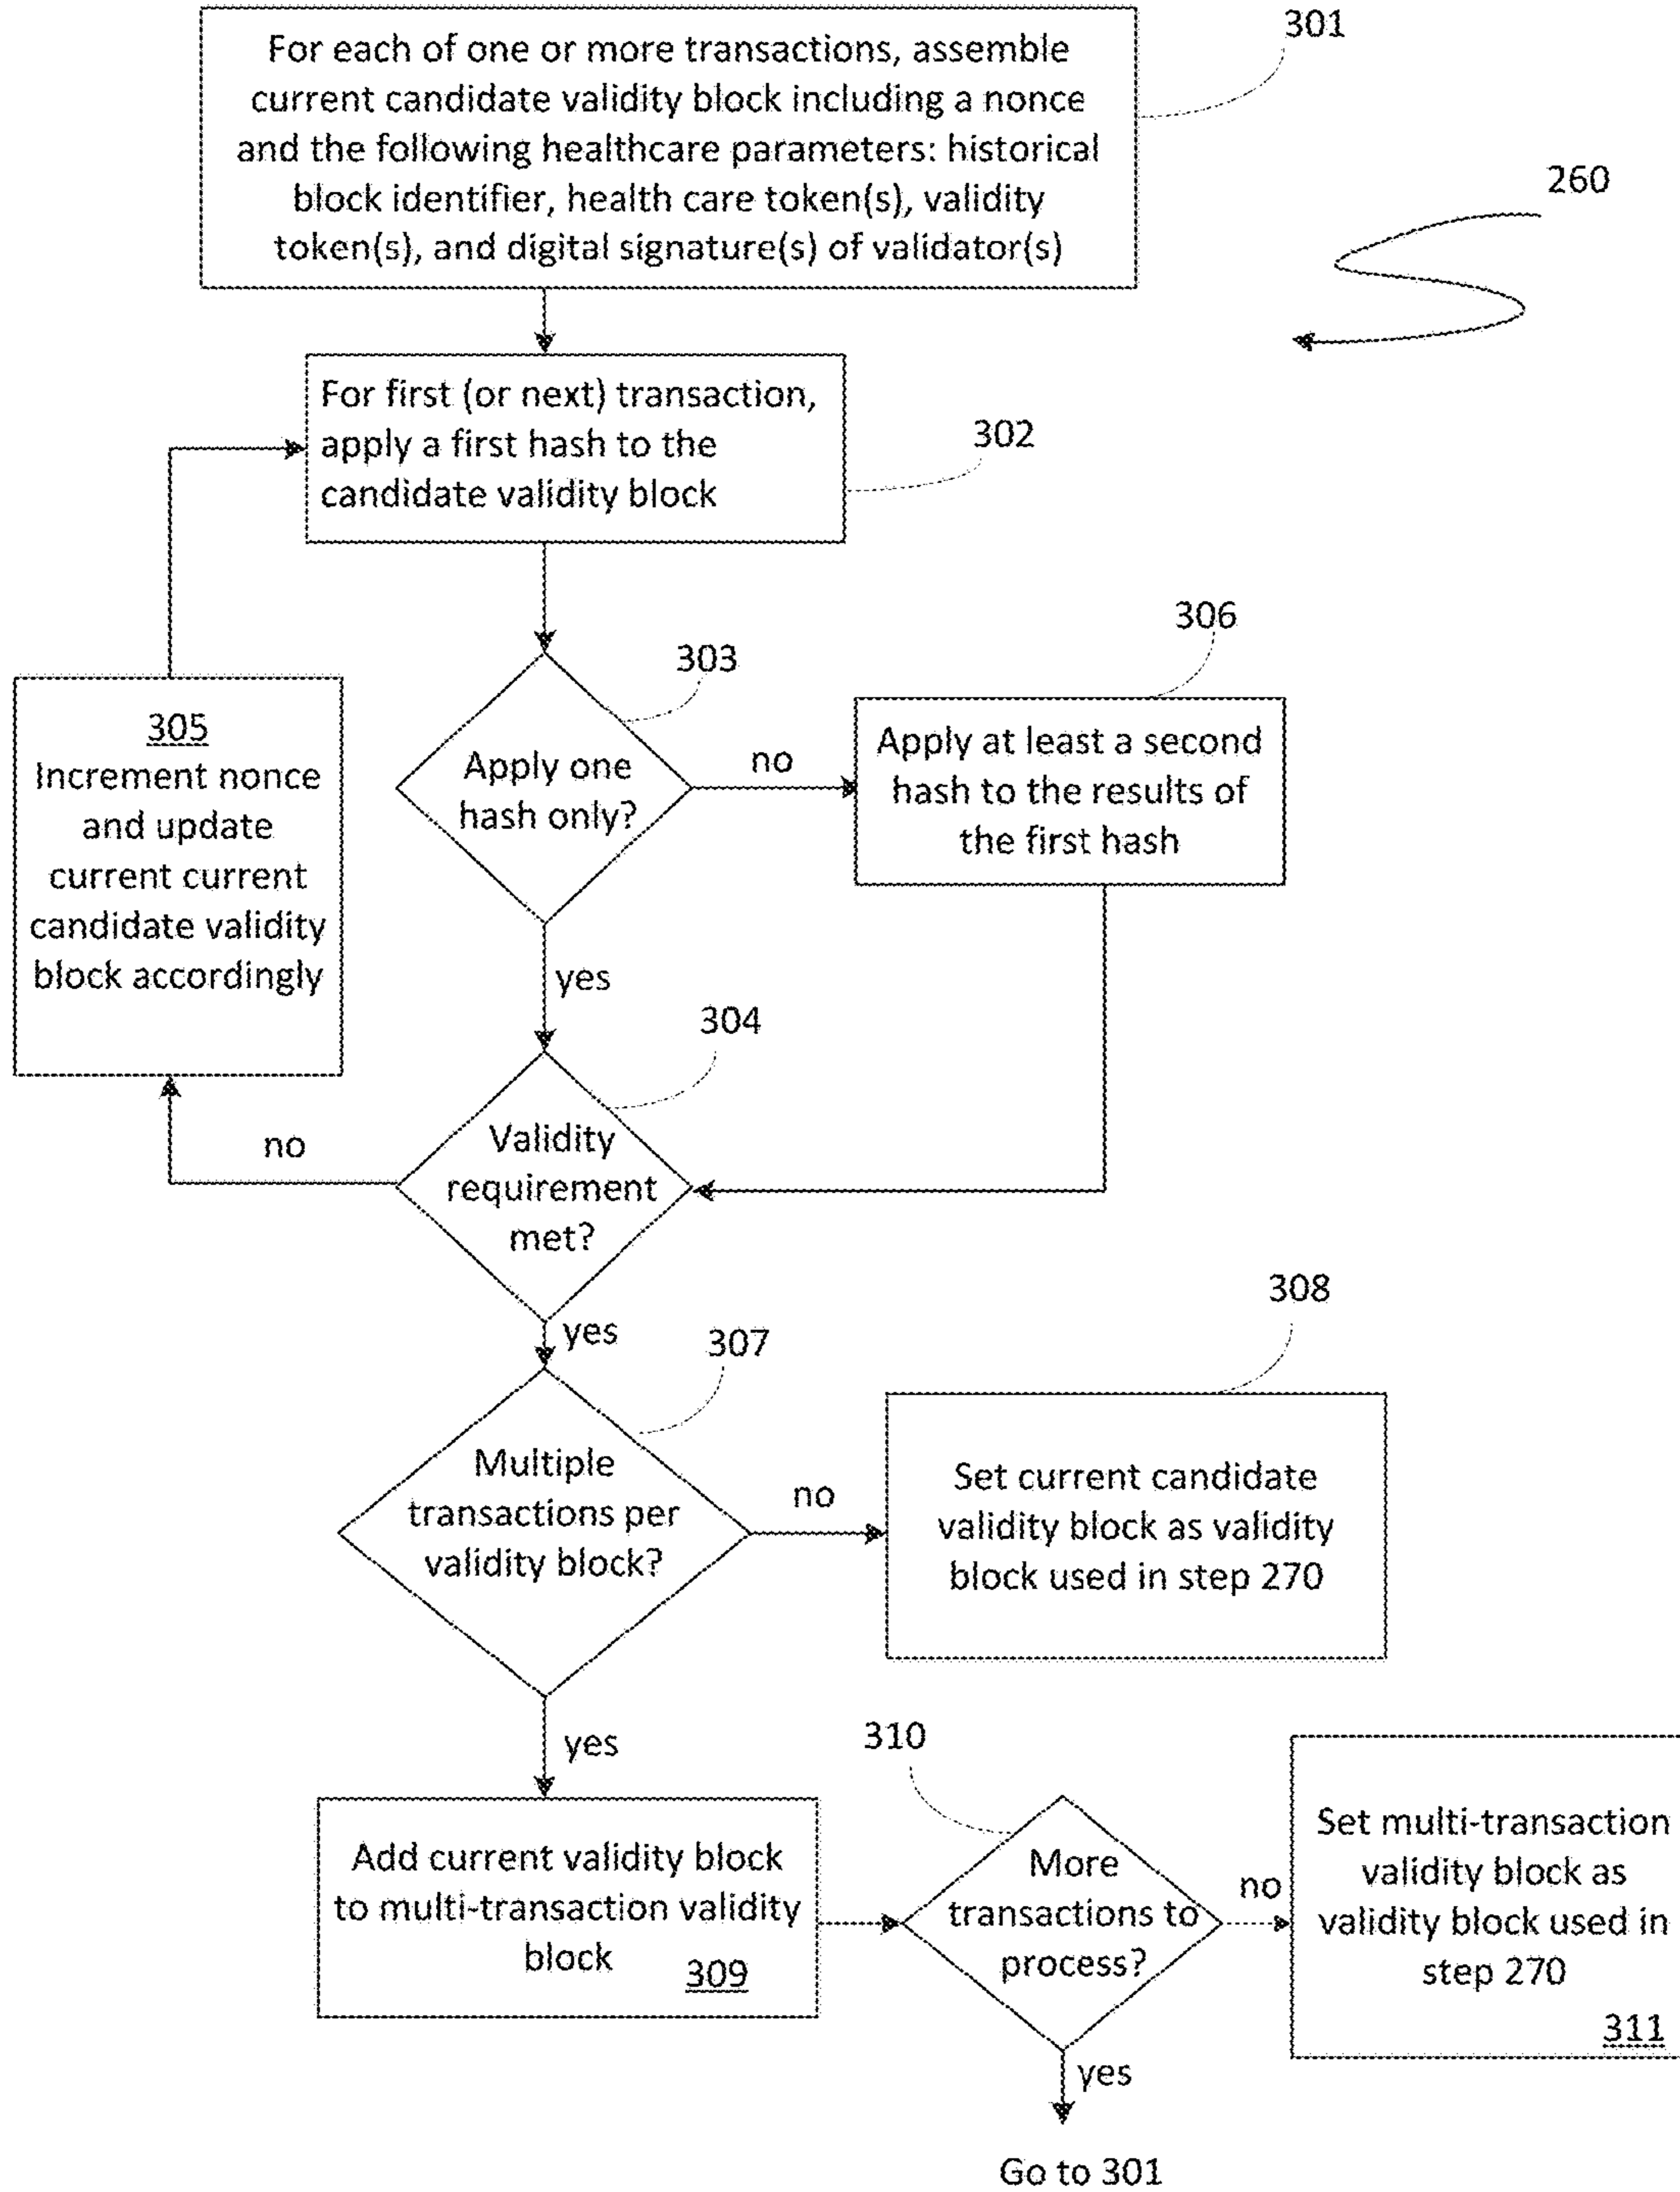 For each of one or more transactions, assemble
current candidate validity block including a nonce
and the following healthcare parameters: historical
block identifier, health care token(s), validity
token(s), and digital signature(s) of validator(s)
301
260
For first (or next) transaction,
apply a first hash to the
candidate validity block
302
303
Apply one
hash only?
no
306
Apply at least a second
hash to the results of
the first hash
305
Increment nonce
and update
current current
candidate validity
block accordingly
yes
304
Validity
requirement
met?
no
yes
307
Multiple
transactions per
validity block?
no
308
Set current candidate
validity block as validity
block used in step 270
yes
Add current validity block
to multi-transaction validity
block
309
310
More
transactions to
process?
no
Set multi-transaction
validity block as
validity block used in
step 270
311
yes
Go to 301